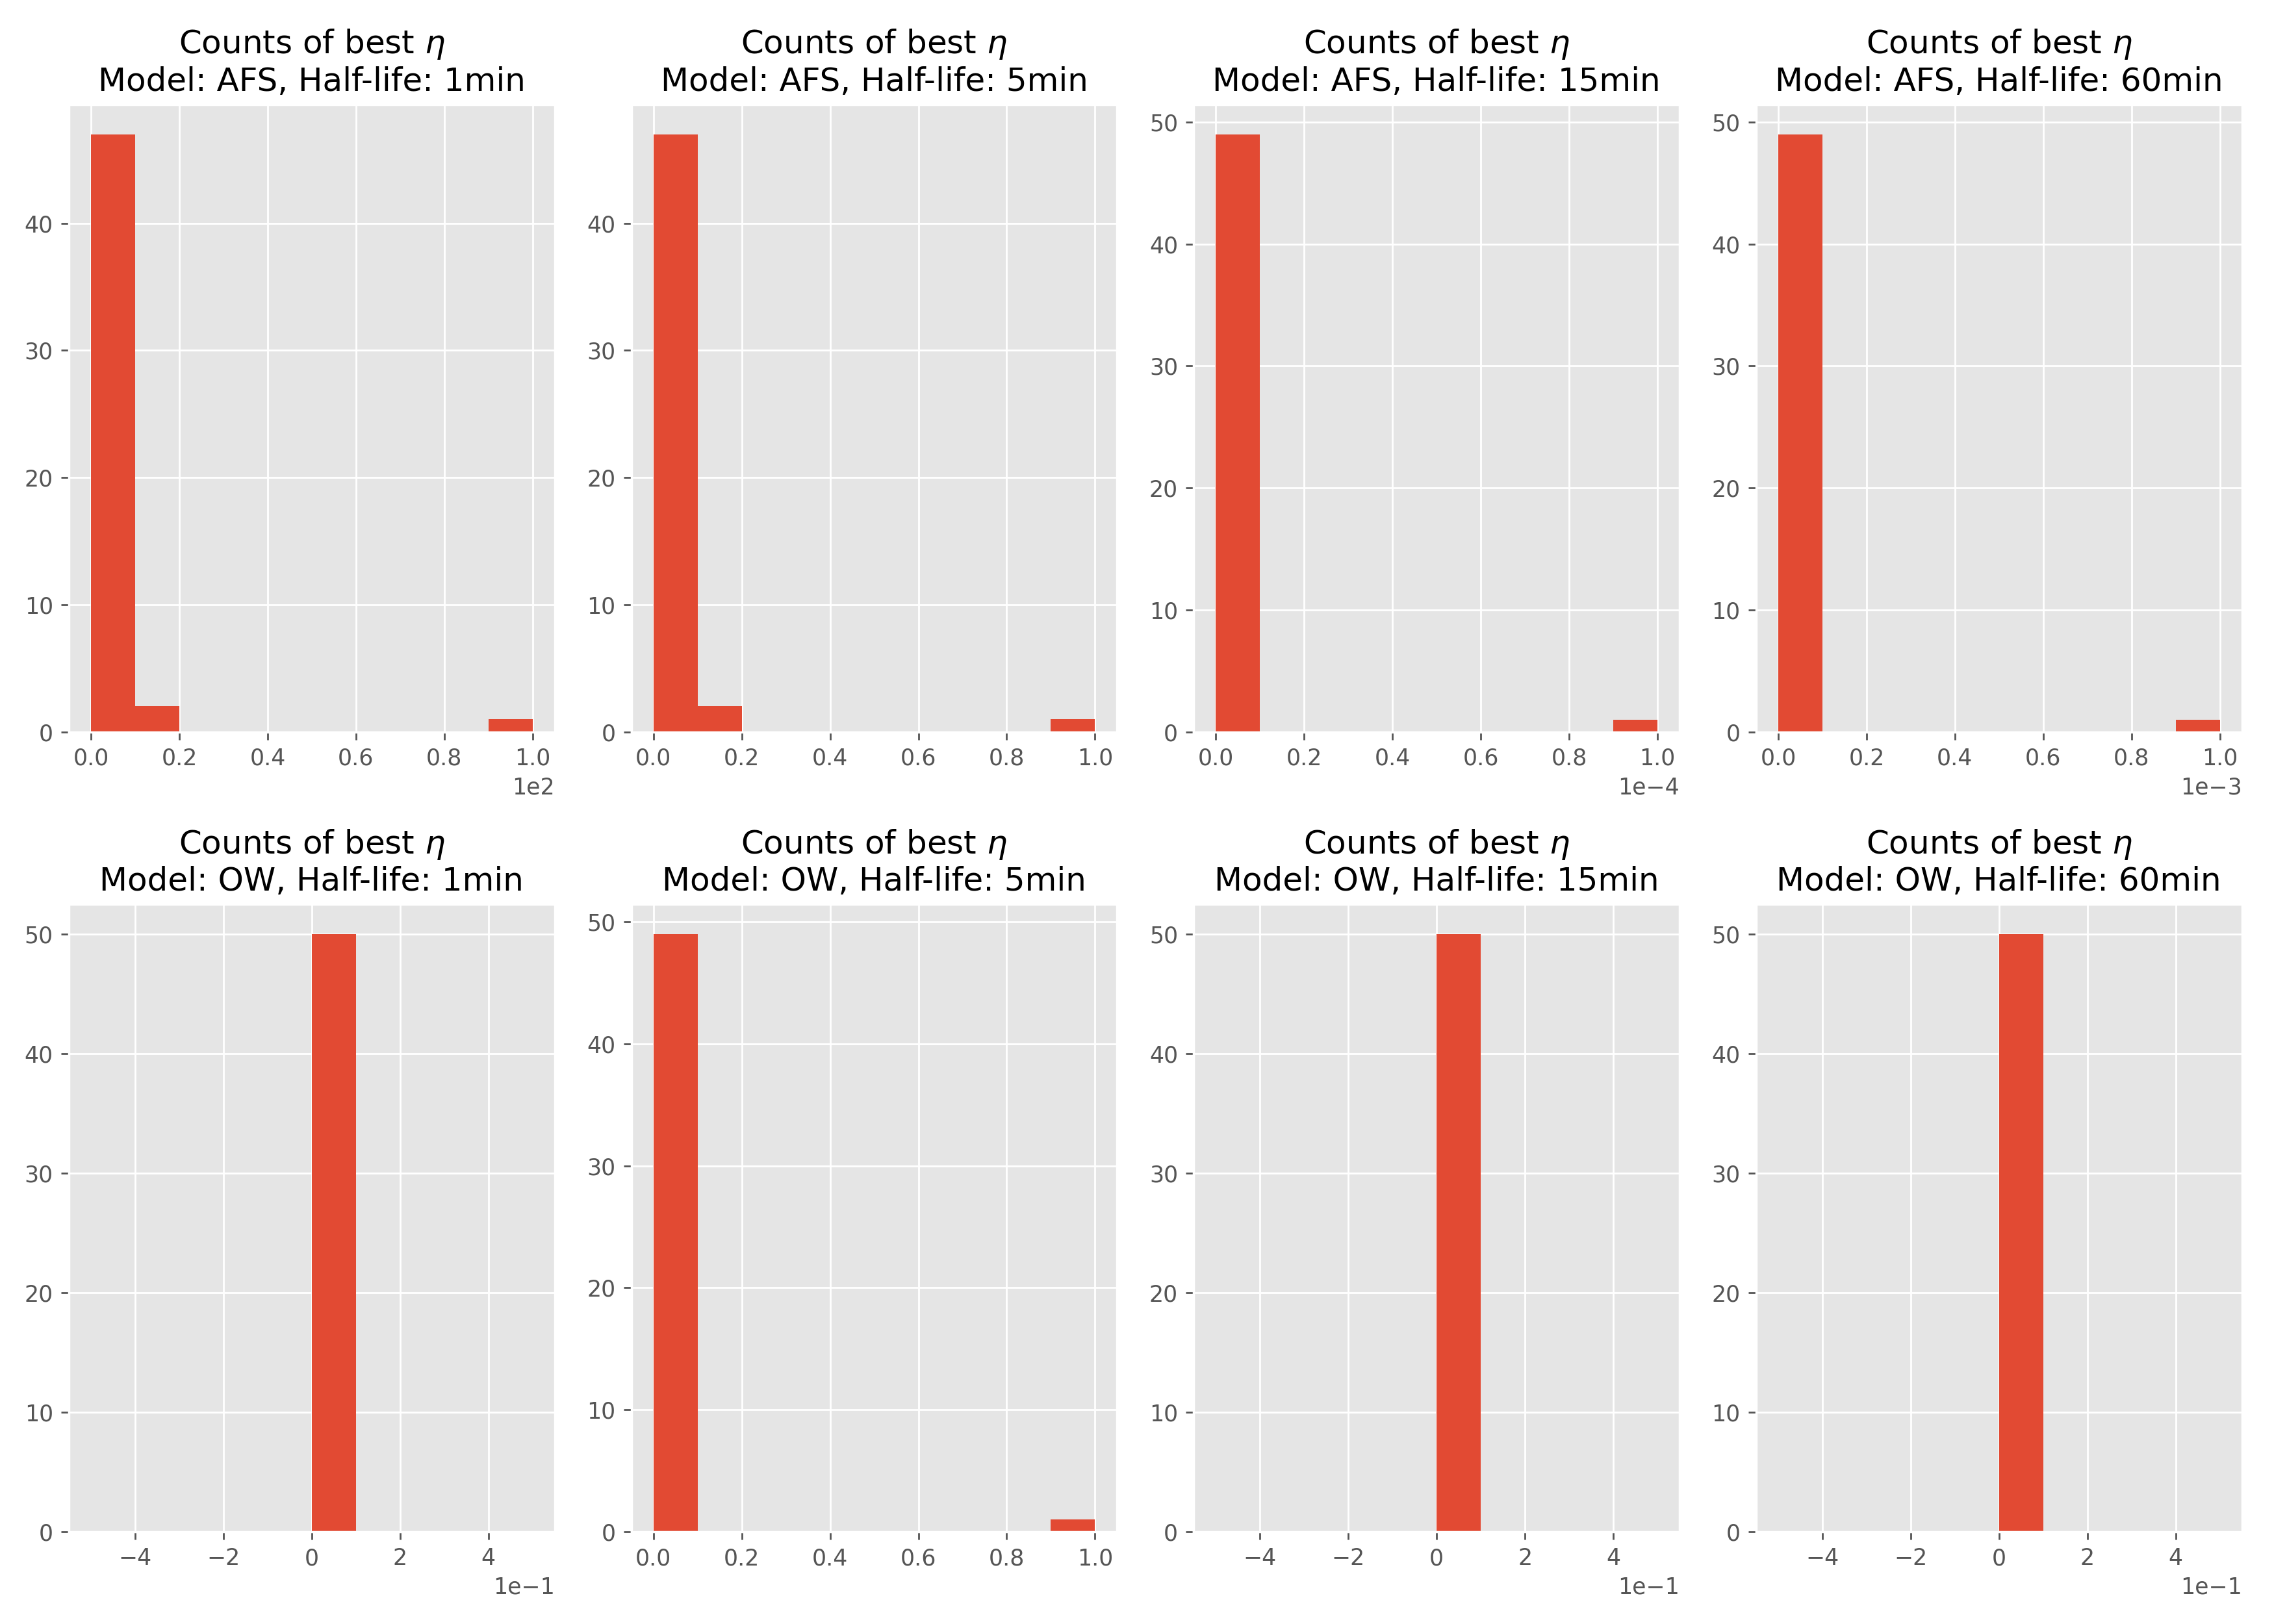 Counts of best η
Model: AFS, Half-life: 1min
40
30
20
10
0
0.0 0.2 0.4 0.6 0.8 1.0
1e2
Counts of best η
Model: AFS, Half-life: 5min
40
30
20
10
0
0.0 0.2 0.4 0.6 0.8 1.0
Counts of best η
Model: AFS, Half-life: 15min
50
40
30
20
10
0
0.0 0.2 0.4 0.6 0.8 1.0
1e−4
Counts of best η
Model: AFS, Half-life: 60min
50
40
30
20
10
0
0.0 0.2 0.4 0.6 0.8 1.0
1e−3
Counts of best η
Model: OW, Half-life: 1min
50
40
30
20
10
0
−4 −2 0 2 4
1e−1
Counts of best η
Model: OW, Half-life: 5min
50
40
30
20
10
0
0.0 0.2 0.4 0.6 0.8 1.0
Counts of best η
Model: OW, Half-life: 15min
50
40
30
20
10
0
−4 −2 0 2 4
1e−1
Counts of best η
Model: OW, Half-life: 60min
50
40
30
20
10
0
−4 −2 0 2 4
1e−1